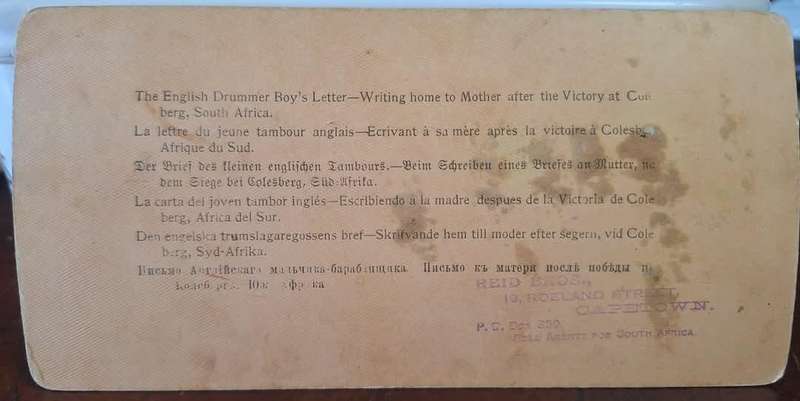 The English Drummer Boy's Letter—Writing home to Mother after the Victory at Cole
berg, South Africa.
La lettre du jeune tambour anglais—Ecrivant à sa mère après la victoire à Colesb
Afrique du Sud.
Der Brief des kleinen englischen Tambours.—Beim Schreiben eines Briefes an Mutter, na
dem Siege bei Colesberg, Süd-Afrika.
La carta del joven tambor inglés—Escribiendo á la madre despues de la Victoria de Cole
berg, Africa del Sur.
Den engelska trumslagaregossens bref—Skrifvande hem till moder efter segern, vid Cole
berg, Syd-Afrika.
Письмо Англійскаго мальчика-барабанщика. Письмо къ матери послѣ побѣды п
REID BROS.,
10, ROELAND STREET,
CAPETOWN.
P. O. Box
SOLE AGENTS FOR SOUTH AFRICA.